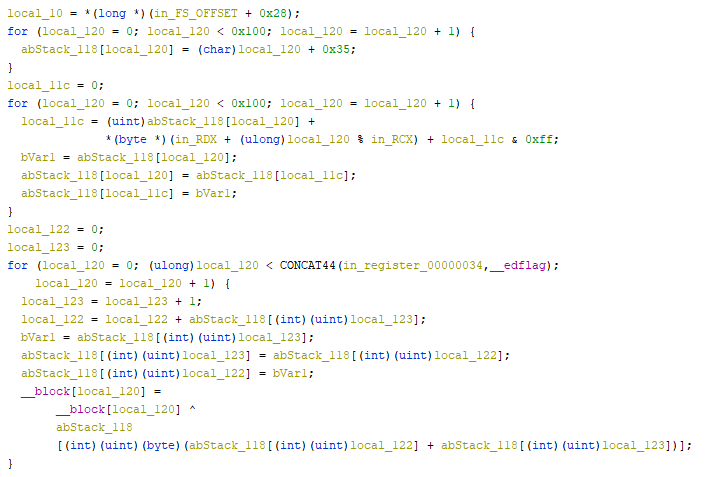 local_10 = *(long *)(in_FS_OFFSET + 0x28);
for (local_120 = 0; local_120 < 0x100; local_120 = local_120 + 1) {
  abStack_118[local_120] = (char)local_120 + 0x35;
}
local_11c = 0;
for (local_120 = 0; local_120 < 0x100; local_120 = local_120 + 1) {
  local_11c = (uint)abStack_118[local_120] +
              *(byte *)(in_RDX + (ulong)local_120 % in_RCX) + local_11c & 0xff;
  bVar1 = abStack_118[local_120];
  abStack_118[local_120] = abStack_118[local_11c];
  abStack_118[local_11c] = bVar1;
}
local_122 = 0;
local_123 = 0;
for (local_120 = 0; (ulong)local_120 < CONCAT44(in_register_00000034,__edflag);
    local_120 = local_120 + 1) {
  local_123 = local_123 + 1;
  local_122 = local_122 + abStack_118[(int)(uint)local_123];
  bVar1 = abStack_118[(int)(uint)local_123];
  abStack_118[(int)(uint)local_123] = abStack_118[(int)(uint)local_122];
  abStack_118[(int)(uint)local_122] = bVar1;
  __block[local_120] =
       __block[local_120] ^
       abStack_118
       [(int)(uint)(byte)(abStack_118[(int)(uint)local_122] + abStack_118[(int)(uint)local_123])];
}